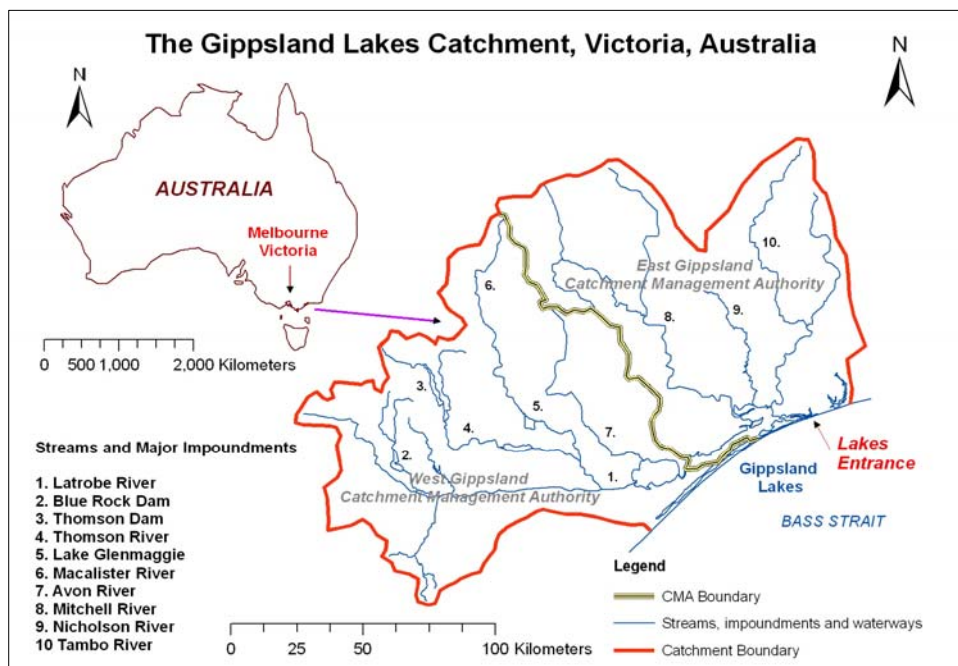 The Gippsland Lakes Catchment, Victoria, Australia
N
N
AUSTRALIA
Melbourne
Victoria
0 500 1,000 2,000 Kilometers
10.
East Gippsland
Catchment Management Authority
6.
8.
9.
3.
5.
4.
7.
2.
1.
West Gippsland
Catchment Management Authority
Lakes
Entrance
Gippsland
Lakes
BASS STRAIT
Streams and Major Impoundments
1. Latrobe River
2. Blue Rock Dam
3. Thomson Dam
4. Thomson River
5. Lake Glenmaggie
6. Macalister River
7. Avon River
8. Mitchell River
9. Nicholson River
10 Tambo River
0 25 50 100 Kilometers
Legend
CMA Boundary
Streams, impoundments and waterways
Catchment Boundary